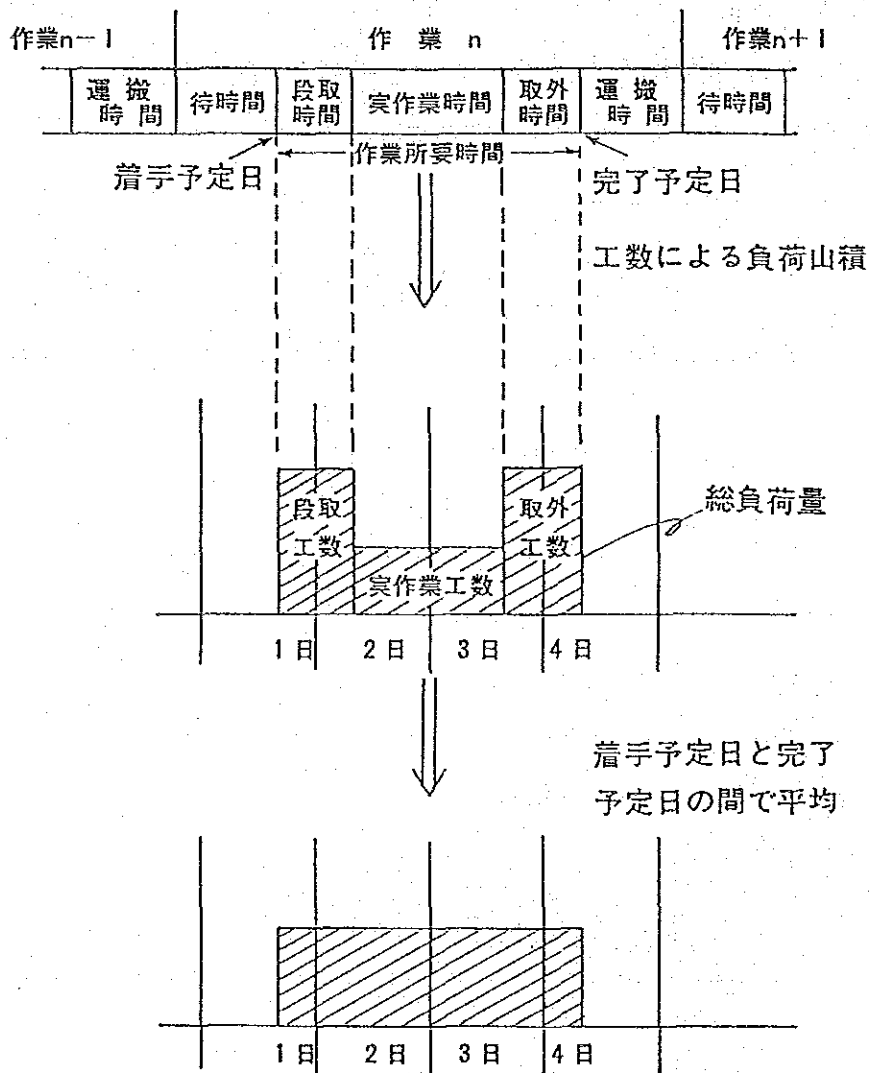 作業n-1
作業n
作業n+1
運搬時間
待時間
段取時間
実作業時間
取外時間
運搬時間
待時間
作業所要時間
着手予定日
完了予定日
工数による負荷山積
段取工数
実作業工数
取外工数
総負荷量
1日
2日
3日
4日
着手予定日と完了
予定日の間で平均
1日
2日
3日
4日